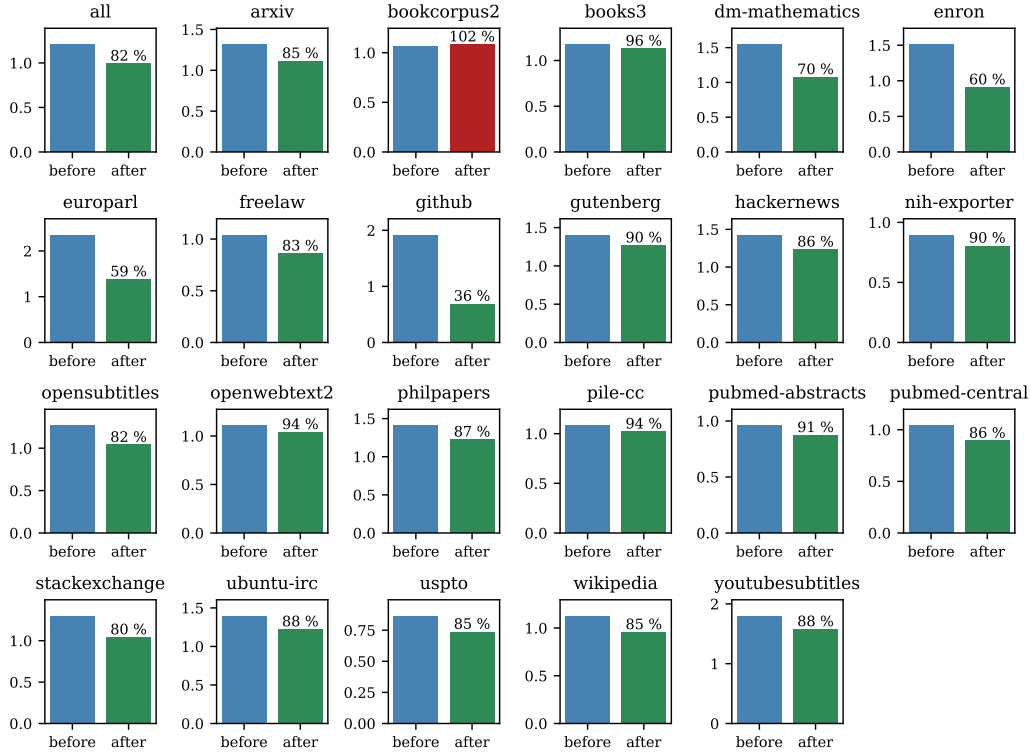 all arxiv bookcorpus2 books3 dm-mathematics enron
1.0 0.5 0.0 82 % 1.5 1.0 0.5 0.0 85 % 1.0 0.5 0.0 102 % 1.0 0.5 0.0 96 % 1.5 1.0 0.5 0.0 70 % 1.5 1.0 0.5 0.0 60 %
before after before after before after before after before after before after
europarl freelaw github gutenberg hackernews nih-exporter
2 1 0 59 % 1.0 0.5 0.0 83 % 2 1 0 36 % 1.5 1.0 0.5 0.0 90 % 1.5 1.0 0.5 0.0 86 % 1.0 0.5 0.0 90 %
before after before after before after before after before after before after
opensubtitles openwebtext2 philpapers pile-cc pubmed-abstracts pubmed-central
1.0 0.5 0.0 82 % 1.0 0.5 0.0 94 % 1.5 1.0 0.5 0.0 87 % 1.0 0.5 0.0 94 % 1.0 0.5 0.0 91 % 1.0 0.5 0.0 86 %
before after before after before after before after before after before after
stackexchange ubuntu-irc uspto wikipedia youtubesubtitles
1.0 0.5 0.0 80 % 1.5 1.0 0.5 0.0 88 % 0.75 0.50 0.25 0.00 85 % 1.0 0.5 0.0 85 % 2 1 0 88 %
before after before after before after before after before after